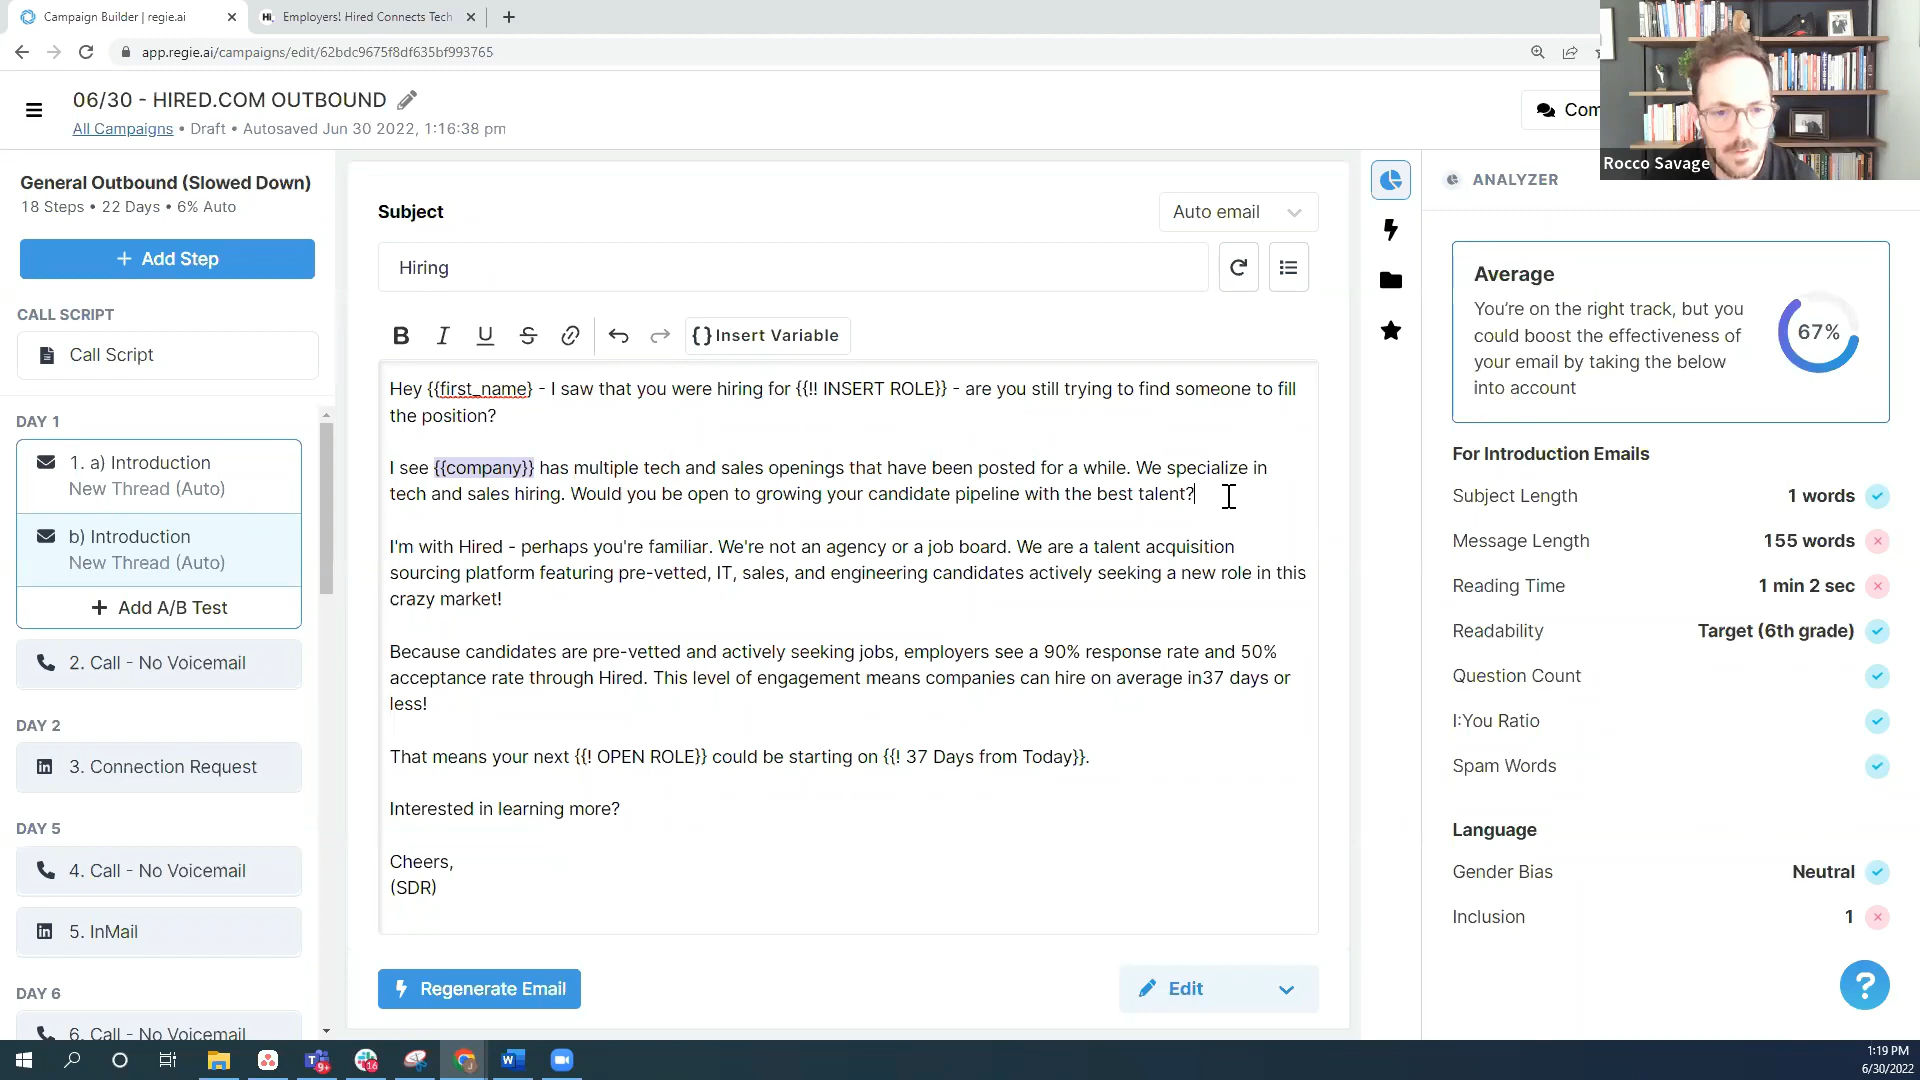 Campaign Builder | regie.ai
Employers! Hired Connects Tech
app.regie.ai/campaigns/edit/62bdc9675f8df635bf993765
06/30 - HIRED.COM OUTBOUND
All Campaigns • Draft • Autosaved Jun 30 2022, 1:16:38 pm
Com
Rocco Savage
General Outbound (Slowed Down)
18 Steps • 22 Days • 6% Auto
Add Step
CALL SCRIPT
Call Script
DAY 1
1. a) Introduction
New Thread (Auto)
b) Introduction
New Thread (Auto)
Add A/B Test
2. Call - No Voicemail
DAY 2
3. Connection Request
DAY 5
4. Call - No Voicemail
5. InMail
DAY 6
6. Call - No Voicemail
Subject
Auto email
Hiring
B I U S {} Insert Variable
Hey {{first_name} - I saw that you were hiring for {{!! INSERT ROLE}} - are you still trying to find someone to fill
the position?
I see {{company}} has multiple tech and sales openings that have been posted for a while. We specialize in
tech and sales hiring. Would you be open to growing your candidate pipeline with the best talent?
I'm with Hired - perhaps you're familiar. We're not an agency or a job board. We are a talent acquisition
sourcing platform featuring pre-vetted, IT, sales, and engineering candidates actively seeking a new role in this
crazy market!
Because candidates are pre-vetted and actively seeking jobs, employers see a 90% response rate and 50%
acceptance rate through Hired. This level of engagement means companies can hire on average in37 days or
less!
That means your next {{! OPEN ROLE}} could be starting on {{! 37 Days from Today}}.
Interested in learning more?
Cheers,
(SDR)
Regenerate Email
Edit
ANALYZER
Average
You're on the right track, but you
could boost the effectiveness of
your email by taking the below
into account
67%
For Introduction Emails
Subject Length 1 words
Message Length 155 words
Reading Time 1 min 2 sec
Readability Target (6th grade)
Question Count
I:You Ratio
Spam Words
Language
Gender Bias Neutral
Inclusion 1
?
9+
16
1:19 PM
6/30/2022